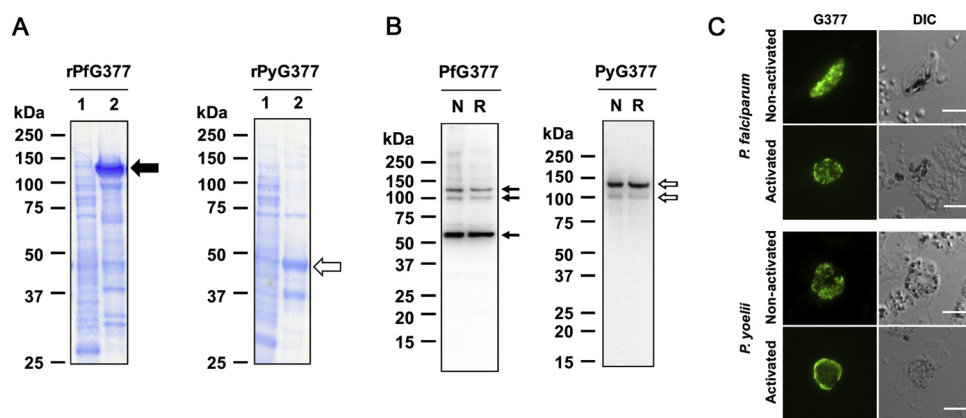 A
rPfG377
rPyG377
kDa
1 2
250
150
100
75
50
37
25
kDa
1 2
250
150
100
75
50
37
25
B
PfG377
PyG377
N R
kDa
250
150
100
75
50
37
25
20
15
N R
kDa
250
150
100
75
50
37
25
20
15
C
G377 DIC
P. falciparum
Non-activated
Activated
P. yoelii
Non-activated
Activated